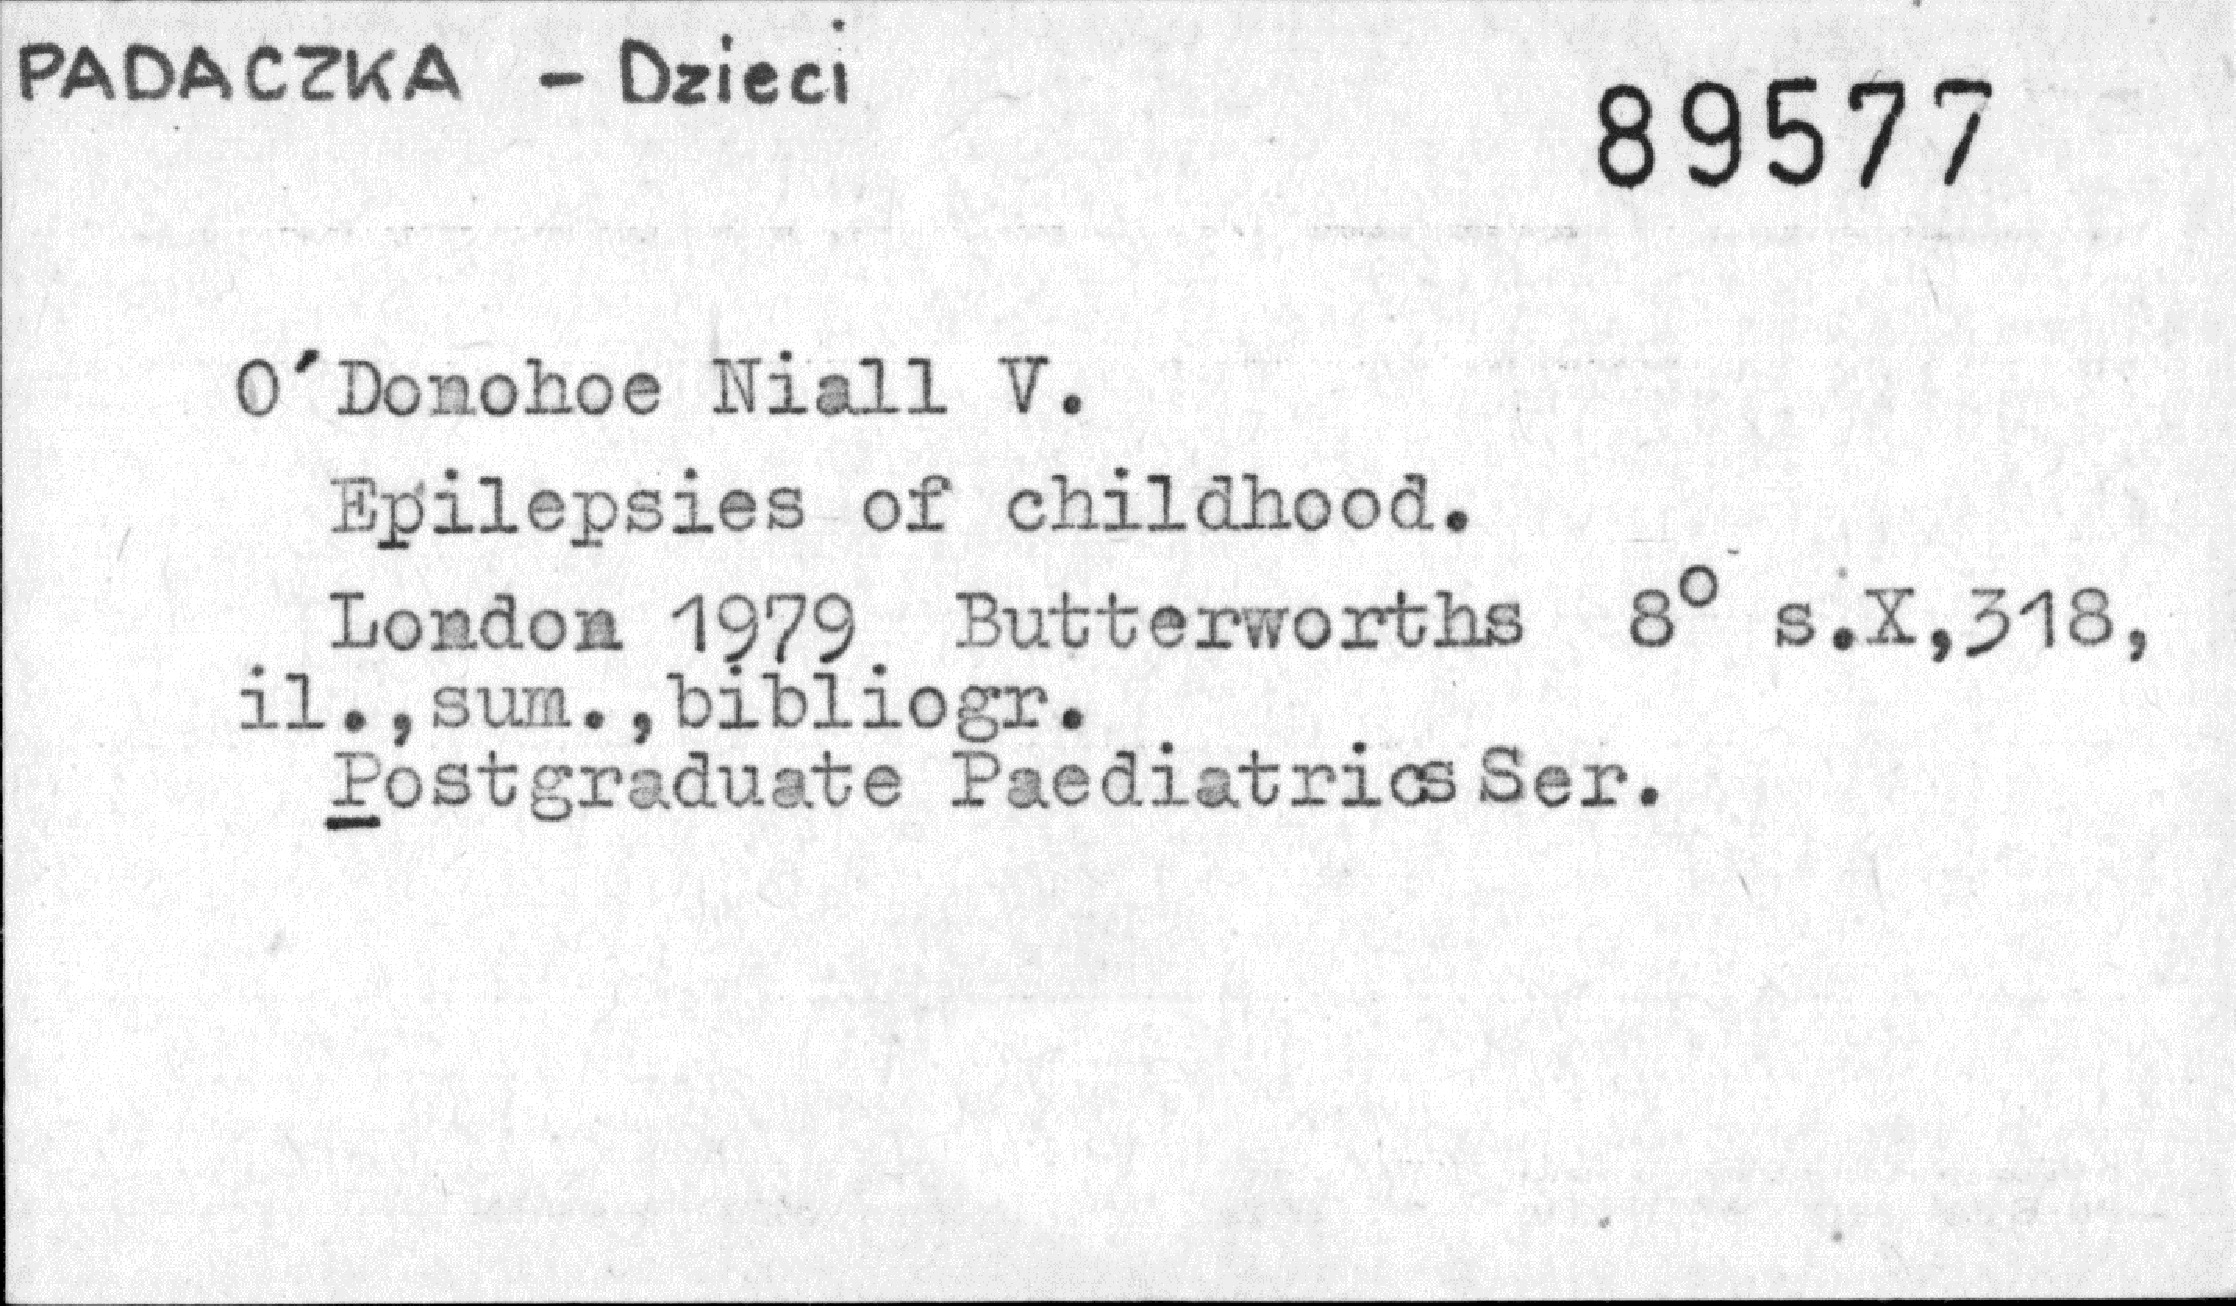 PADACZKA - Dzieci
89577
O'Donohoe Niall V.
Epilepsies of childhood.
London 1979 Butterworths 8° s.X,318,
il.,sum.,bibliogr.
Postgraduate Paediatrics Ser.